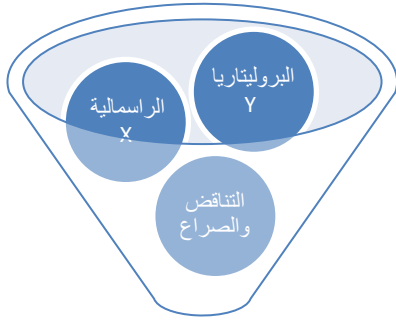 البروليتاريا
Y
الراسمالية
X
التناقض
والصراع